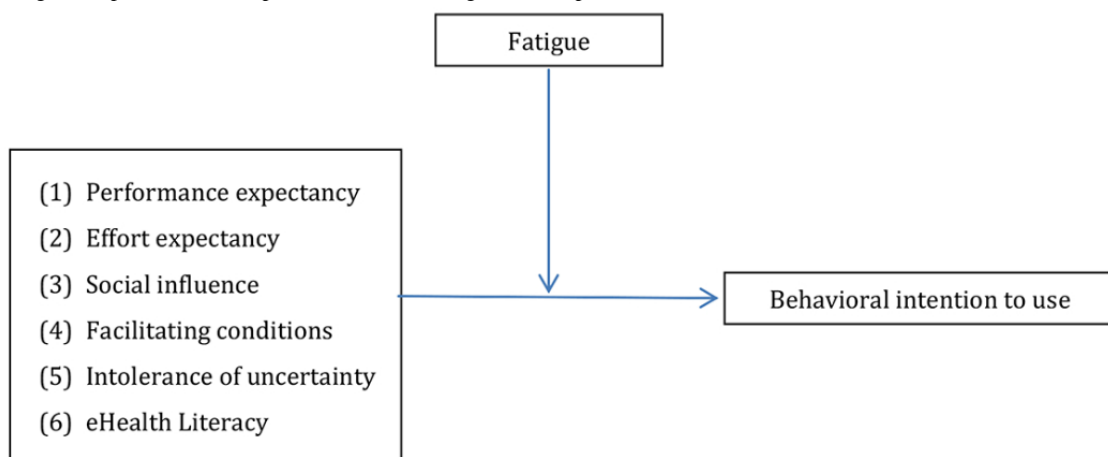 Fatigue
(1) Performance expectancy
(2) Effort expectancy
(3) Social influence
(4) Facilitating conditions
(5) Intolerance of uncertainty
(6) eHealth Literacy
Behavioral intention to use